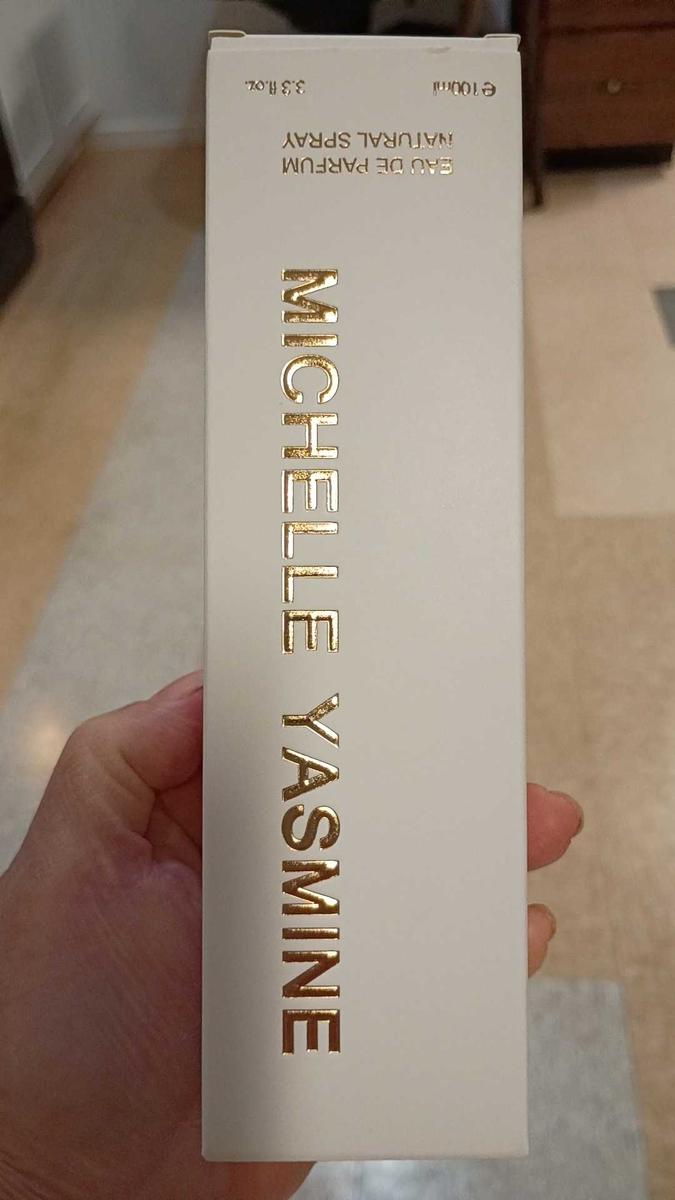 MICHELLE YASMINE
EAU DE PARFUM
NATURAL SPRAY
℮100ml 3.3 fl.oz.